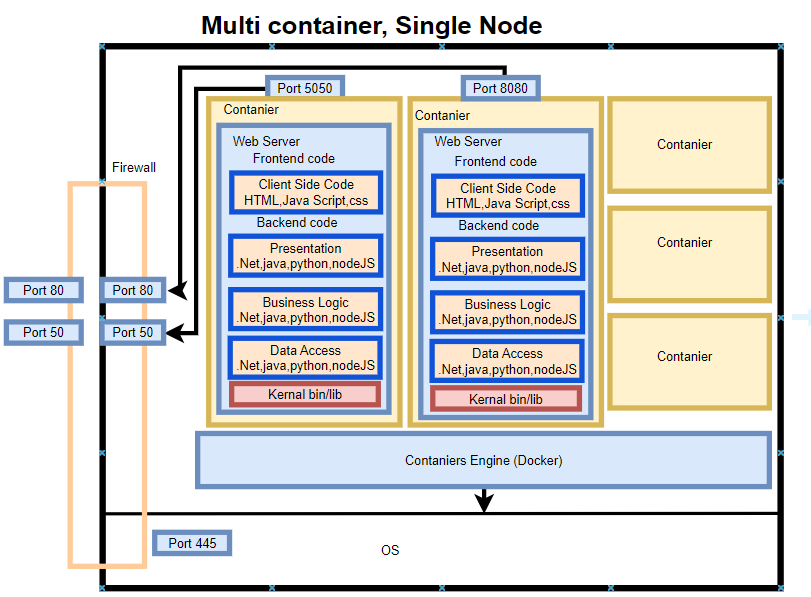 Multi container, Single Node
Port 5050
Port 8080
Contanier
Web Server
Frontend code
Client Side Code
HTML,Java Script,css
Backend code
Presentation
.Net,java,python,nodeJS
Business Logic
.Net,java,python,nodeJS
Data Access
.Net,java,python,nodeJS
Kernal bin/lib
Contanier
Web Server
Frontend code
Client Side Code
HTML,Java Script,css
Backend code
Presentation
.Net,java,python,nodeJS
Business Logic
.Net,java,python,nodeJS
Data Access
.Net,java,python,nodeJS
Kernal bin/lib
Contanier
Contanier
Contanier
Firewall
Port 80
Port 80
Port 50
Port 50
Contaniers Engine (Docker)
Port 445
OS